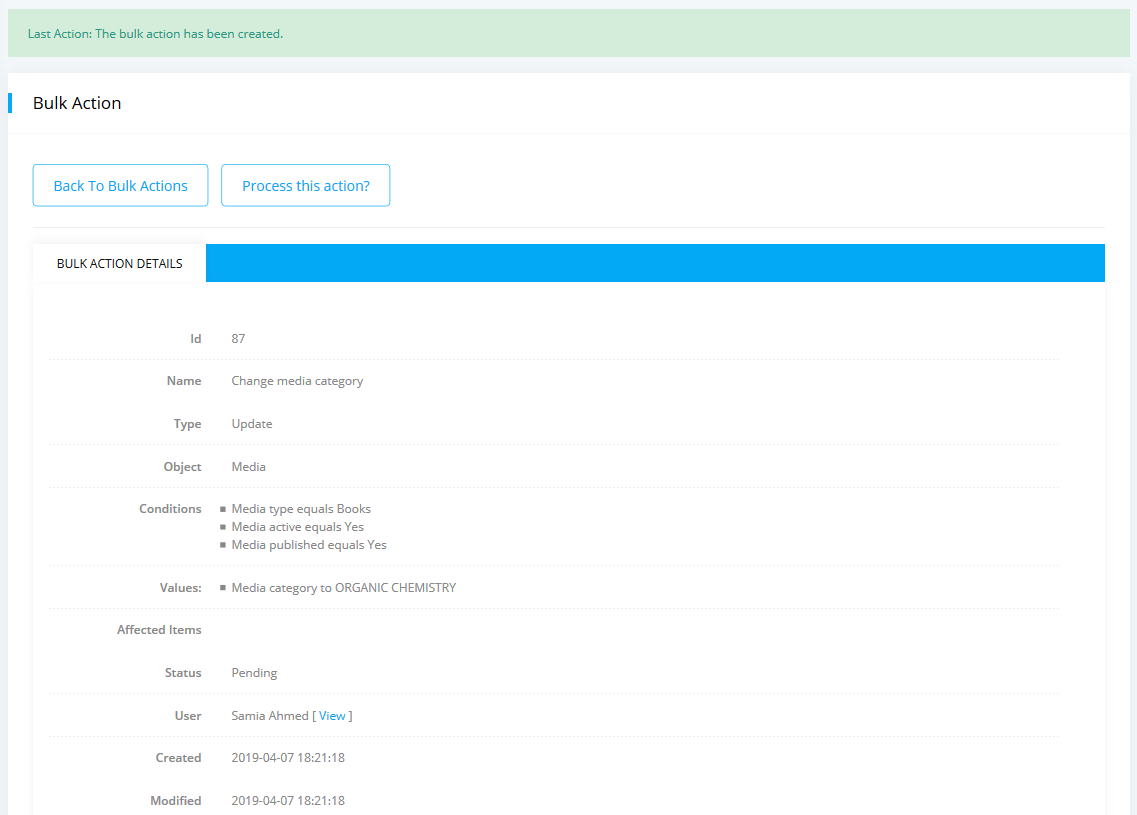 Last Action: The bulk action has been created.
Bulk Action
Back To Bulk Actions Process this action?
BULK ACTION DETAILS
Id 87
Name Change media category
Type Update
Object Media
Conditions ▪ Media type equals Books
▪ Media active equals Yes
▪ Media published equals Yes
Values: ▪ Media category to ORGANIC CHEMISTRY
Affected Items
Status Pending
User Samia Ahmed [ View ]
Created 2019-04-07 18:21:18
Modified 2019-04-07 18:21:18